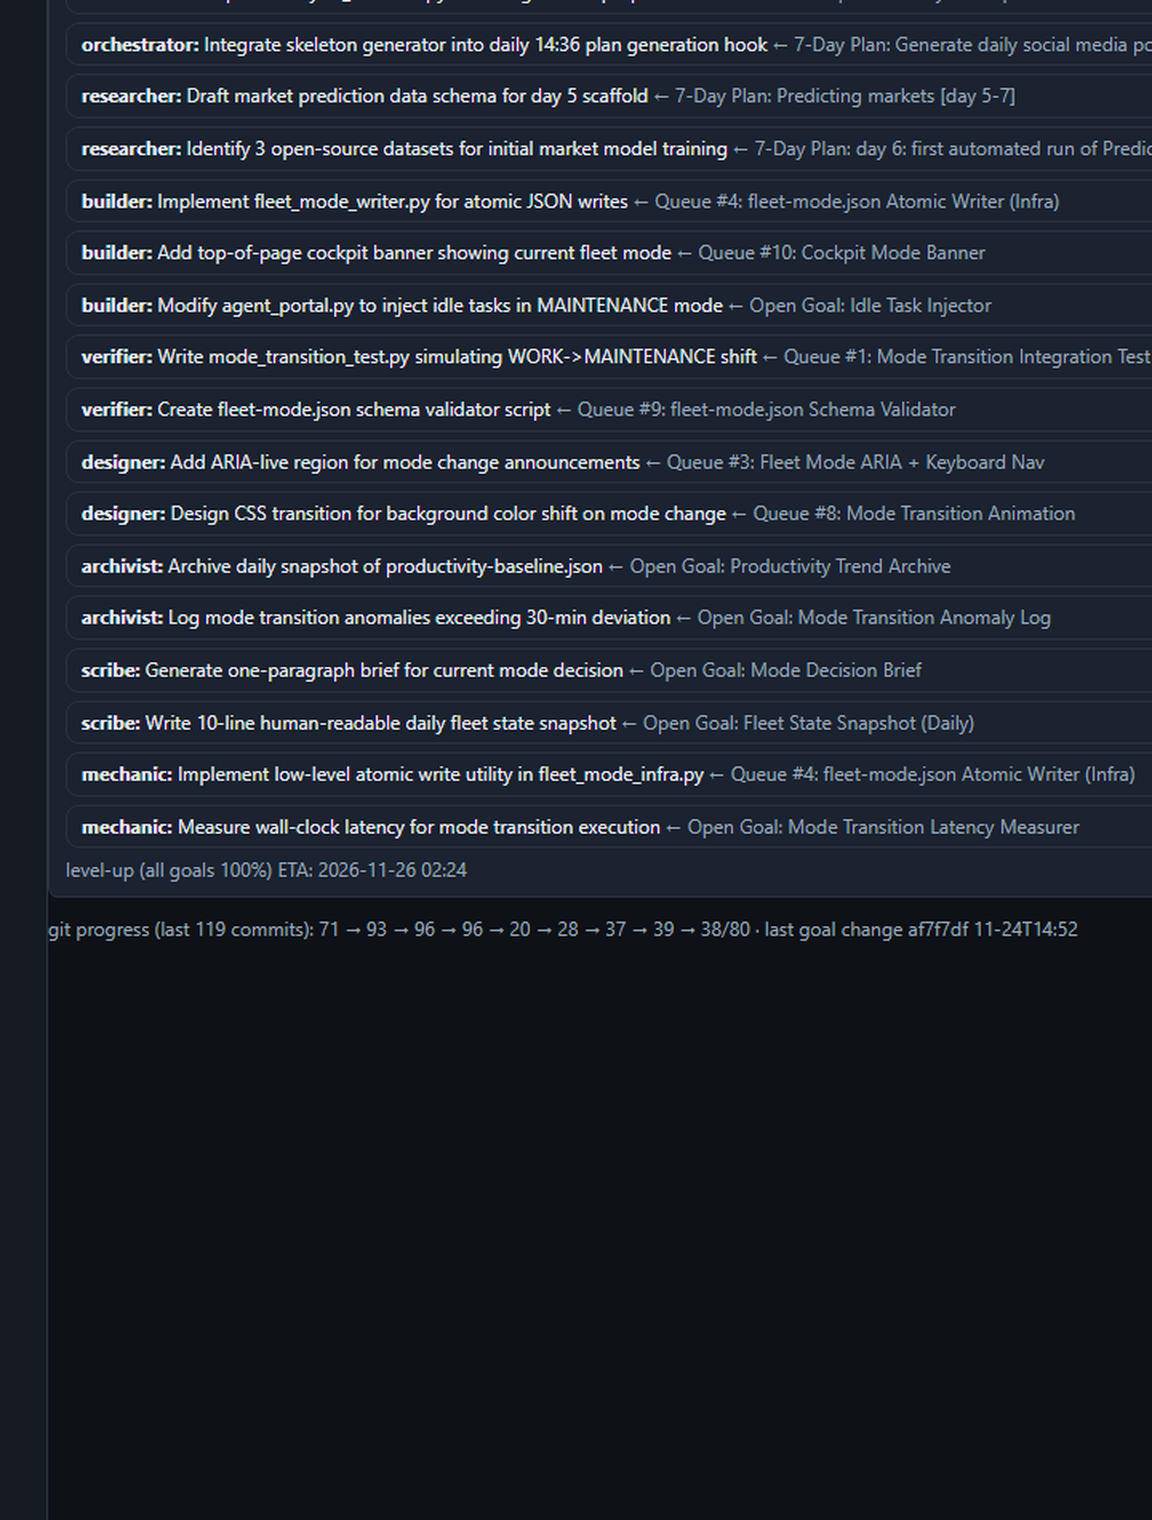 orchestrator: Integrate skeleton generator into daily 14:36 plan generation hook ← 7-Day Plan: Generate daily social media
researcher: Draft market prediction data schema for day 5 scaffold ← 7-Day Plan: Predicting markets [day 5-7]
researcher: Identify 3 open-source datasets for initial market model training ← 7-Day Plan: day 6: first automated run of
builder: Implement fleet_mode_writer.py for atomic JSON writes ← Queue #4: fleet-mode.json Atomic Writer (Infra)
builder: Add top-of-page cockpit banner showing current fleet mode ← Queue #10: Cockpit Mode Banner
builder: Modify agent_portal.py to inject idle tasks in MAINTENANCE mode ← Open Goal: Idle Task Injector
verifier: Write mode_transition_test.py simulating WORK->MAINTENANCE shift ← Queue #1: Mode Transition Integration Test
verifier: Create fleet-mode.json schema validator script ← Queue #9: fleet-mode.json Schema Validator
designer: Add ARIA-live region for mode change announcements ← Queue #3: Fleet Mode ARIA + Keyboard Nav
designer: Design CSS transition for background color shift on mode change ← Queue #8: Mode Transition Animation
archivist: Archive daily snapshot of productivity-baseline.json ← Open Goal: Productivity Trend Archive
archivist: Log mode transition anomalies exceeding 30-min deviation ← Open Goal: Mode Transition Anomaly Log
scribe: Generate one-paragraph brief for current mode decision ← Open Goal: Mode Decision Brief
scribe: Write 10-line human-readable daily fleet state snapshot ← Open Goal: Fleet State Snapshot (Daily)
mechanic: Implement low-level atomic write utility in fleet_mode_infra.py ← Queue #4: fleet-mode.json Atomic Writer (Infra)
mechanic: Measure wall-clock latency for mode transition execution ← Open Goal: Mode Transition Latency Measurer
level-up (all goals 100%) ETA: 2026-11-26 02:24
git progress (last 119 commits): 71 → 93 → 96 → 96 → 20 → 28 → 37 → 39 → 38/80 · last goal change af7f7df 11-24T14:52